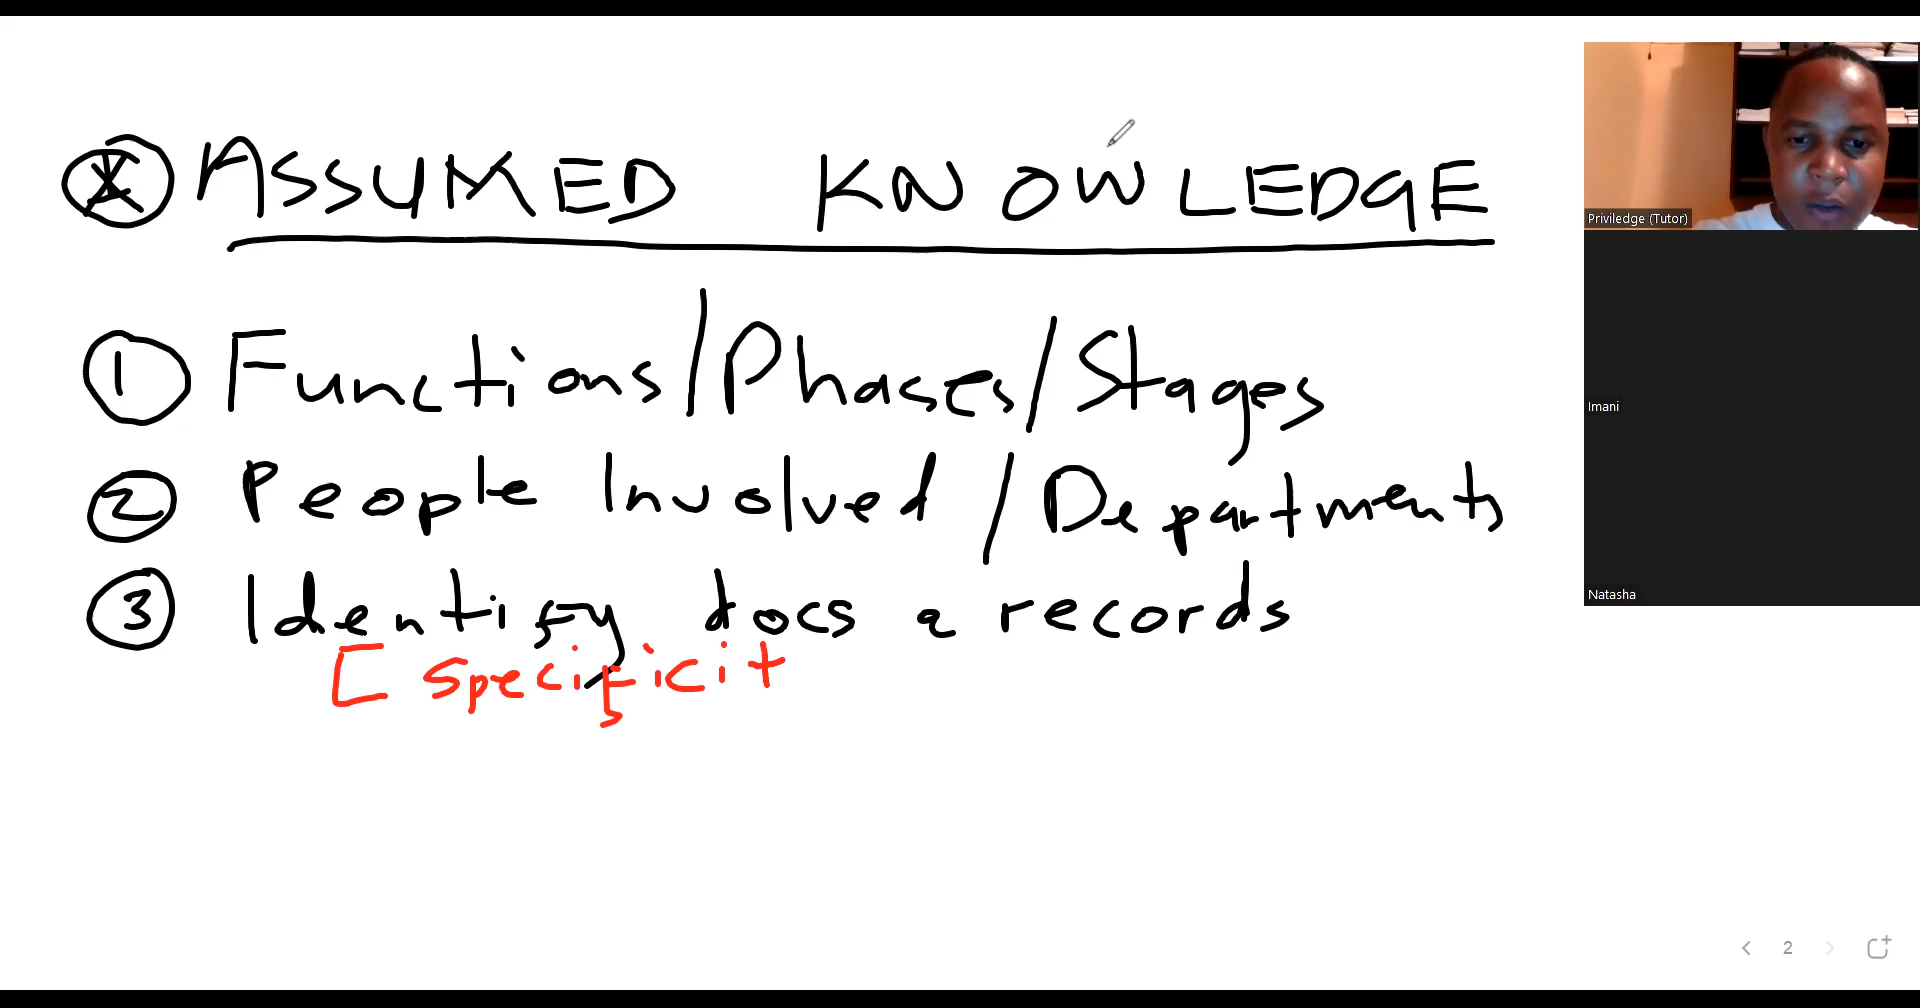 ASSUMED KNOWLEDGE
① Functions/Phases/Stages
② People Involved/Departments
③ Identify docs & records
[ Specificit
Priviledge (Tutor)
Imani
Natasha
2